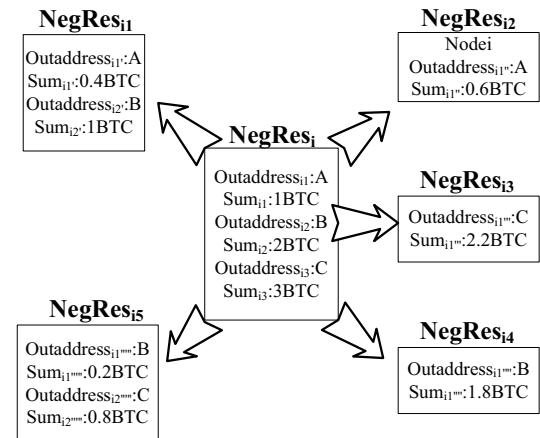 NegRes_i1
Outaddress_i1':A
Sum_i1':0.4BTC
Outaddress_i2':B
Sum_i2':1BTC
NegRes_i2
Nodei
Outaddress_i1'':A
Sum_i1'':0.6BTC
NegRes_i
Outaddress_i1:A
Sum_i1:1BTC
Outaddress_i2:B
Sum_i2:2BTC
Outaddress_i3:C
Sum_i3:3BTC
NegRes_i3
Outaddress_i1''':C
Sum_i1''':2.2BTC
NegRes_i5
Outaddress_i1''''':B
Sum_i1''''':0.2BTC
Outaddress_i2''''':C
Sum_i2''''':0.8BTC
NegRes_i4
Outaddress_i1'''':B
Sum_i1'''':1.8BTC